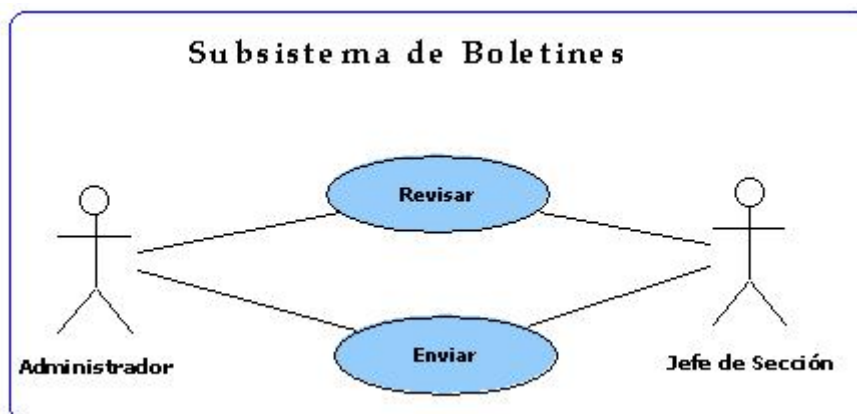 Subsistema de Boletines
Revisar
Enviar
Administrador
Jefe de Sección